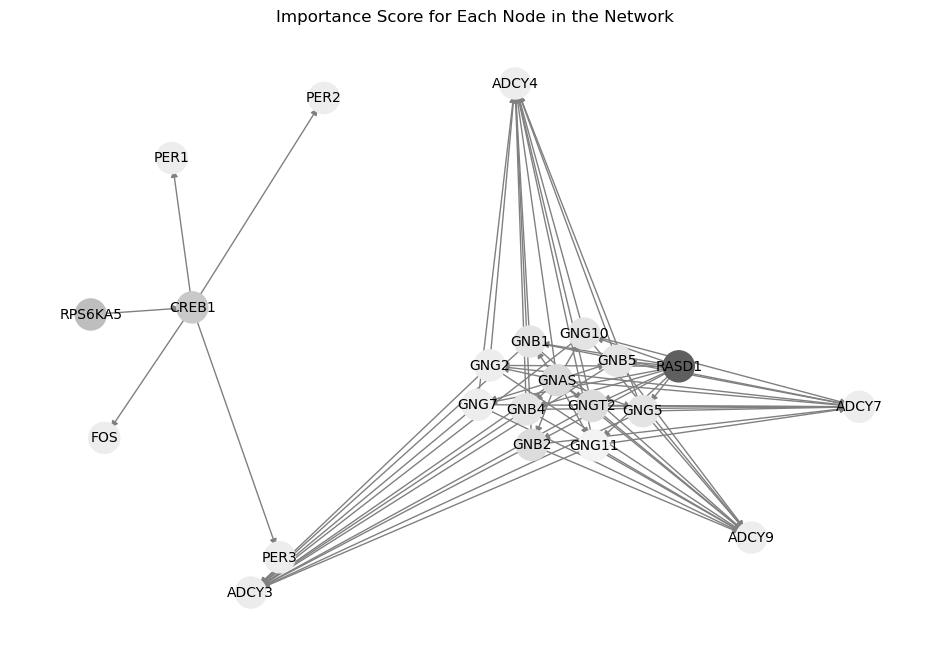 Importance Score for Each Node in the Network
ADCY4
PER2
PER1
RPS6KA5
CREB1
GNG10
GNB1
GNB5
GNG2
RASD1
GNAS
GNG7
GNB4
GNGT2
GNG5
ADCY7
FOS
GNB2
GNG11
ADCY9
PER3
ADCY3